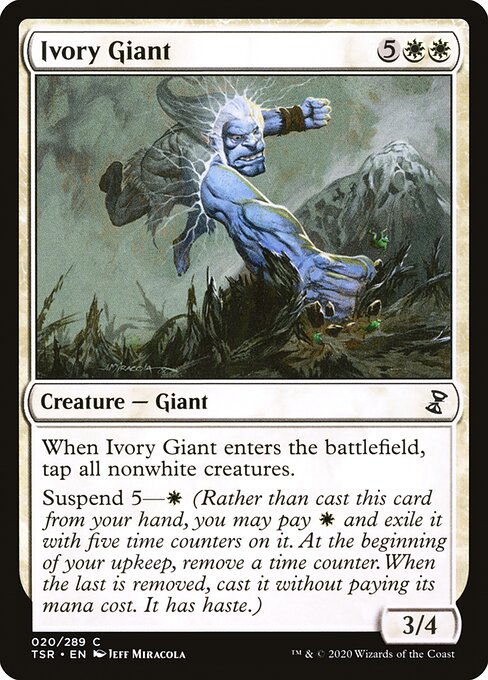 Ivory Giant 5
J.MIRACOLA
Creature — Giant
When Ivory Giant enters the battlefield,
tap all nonwhite creatures.
Suspend 5— (Rather than cast this card
from your hand, you may pay and exile it
with five time counters on it. At the beginning
of your upkeep, remove a time counter. When
the last is removed, cast it without paying its
mana cost. It has haste.)
3/4
020/289 C
TSR • EN Jeff Miracola
™ & © 2020 Wizards of the Coast